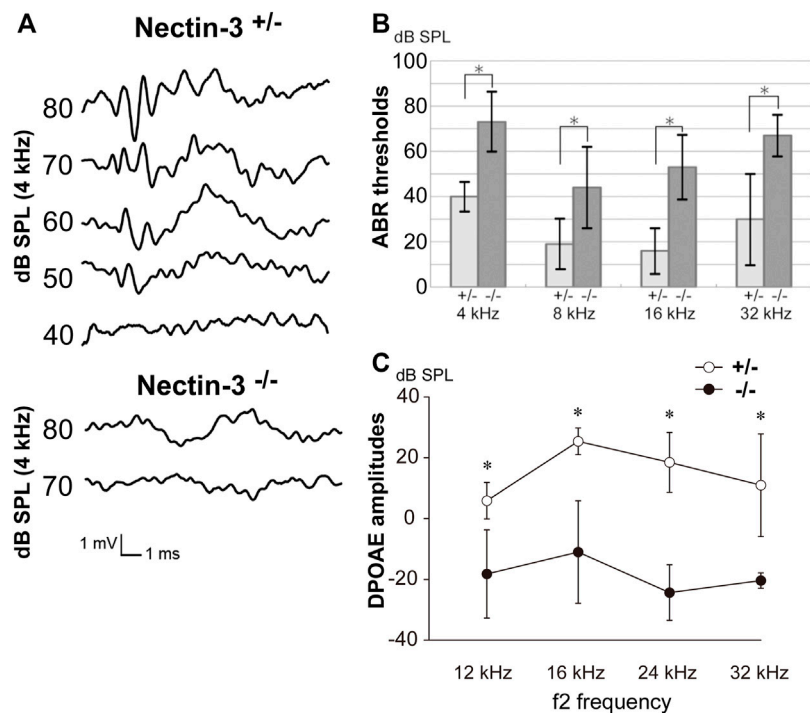 A
Nectin-3 +/-
dB SPL (4 kHz)
80
70
60
50
40
Nectin-3 -/-
dB SPL (4 kHz)
80
70
1 mV
1 ms
B
dB SPL
ABR thresholds
100
80
60
40
20
0
* * * *
+/- -/- +/- -/- +/- -/- +/- -/-
4 kHz 8 kHz 16 kHz 32 kHz
C
dB SPL
+/-
-/-
DPOAE amplitudes
40
20
0
-20
-40
* * * *
12 kHz 16 kHz 24 kHz 32 kHz
f2 frequency